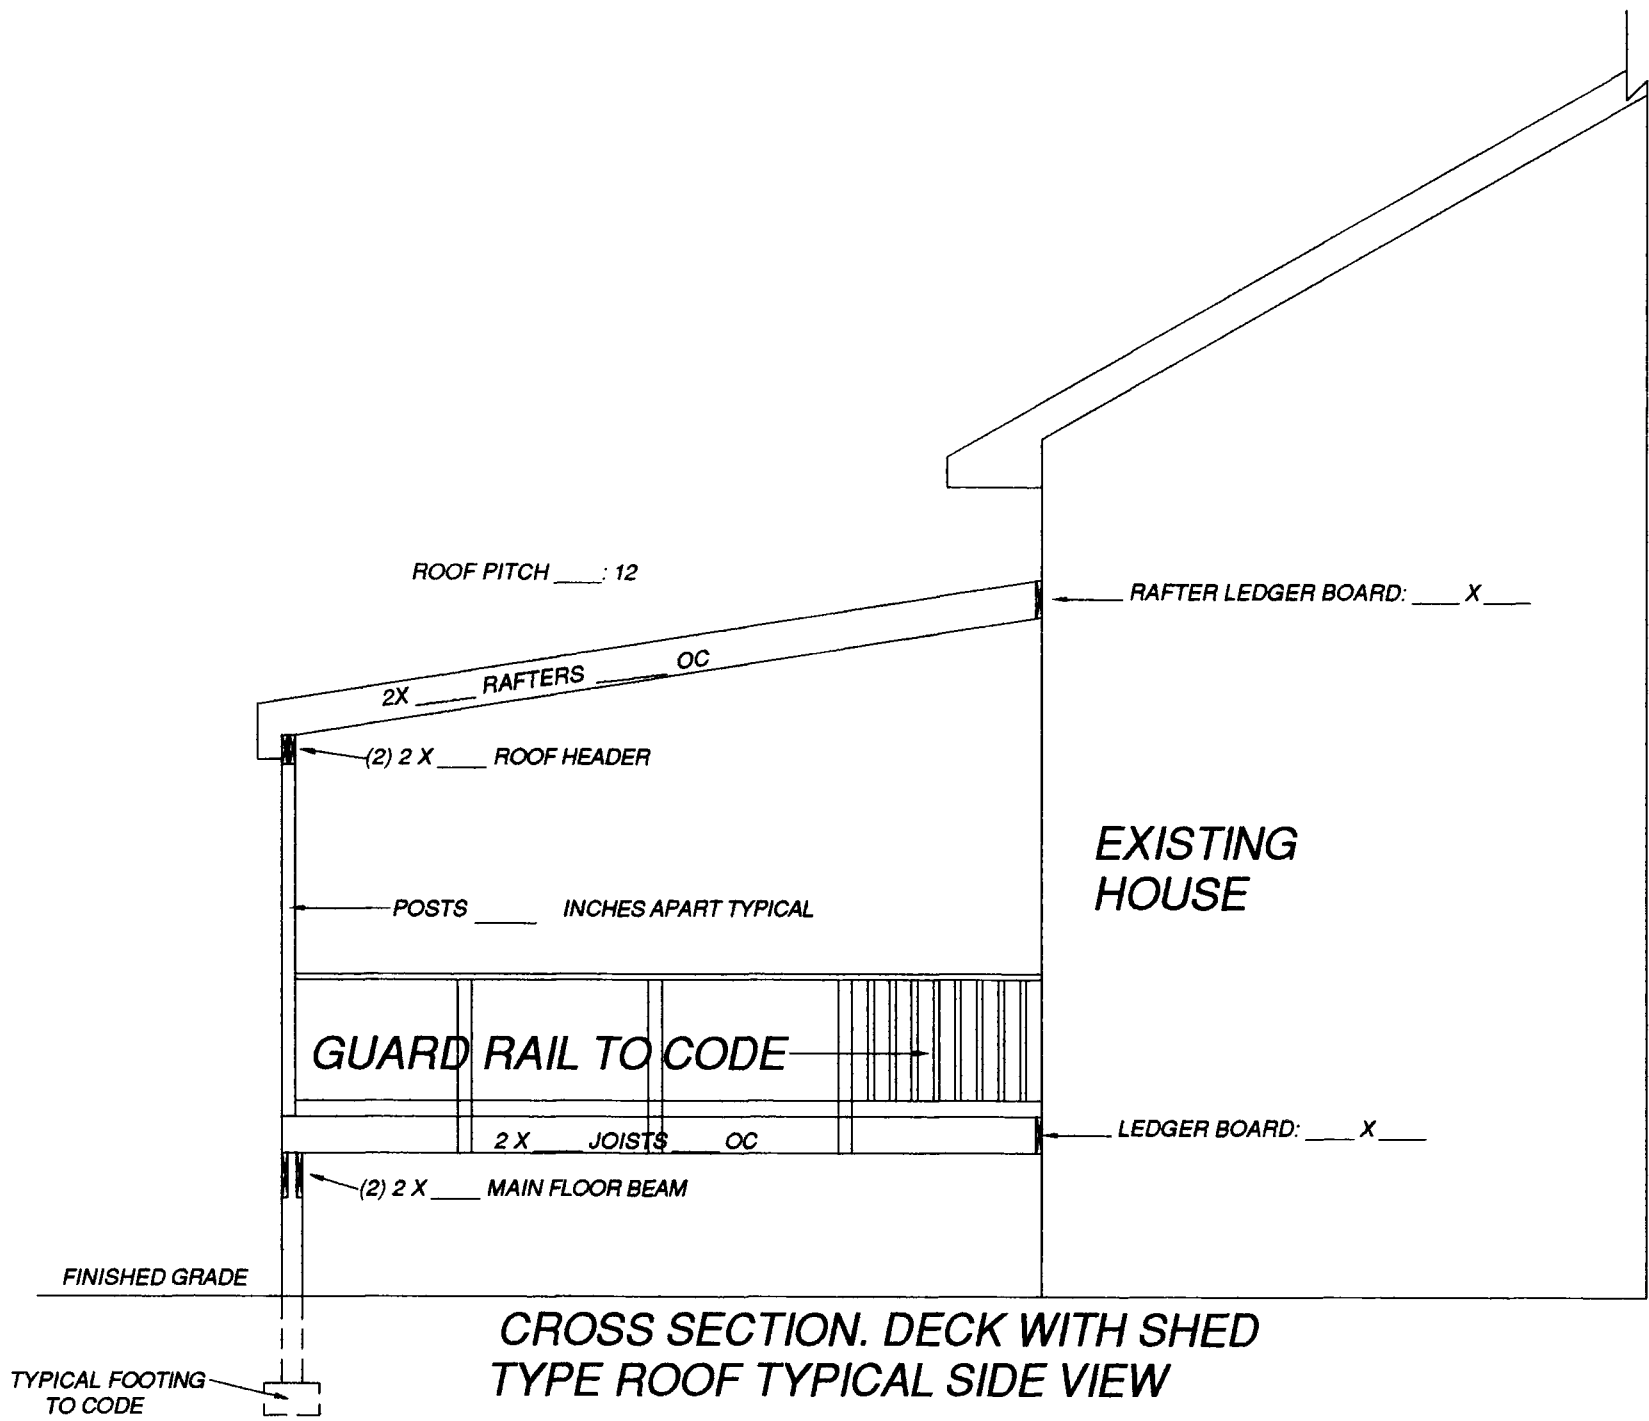 ROOF PITCH ____: 12
RAFTER LEDGER BOARD: ____ X ____
2X _____ RAFTERS ______ OC
(2) 2 X ____ ROOF HEADER
EXISTING
HOUSE
POSTS _____ INCHES APART TYPICAL
GUARD RAIL TO CODE
LEDGER BOARD: ____ X ____
2 X ____ JOISTS ____ OC
(2) 2 X ____ MAIN FLOOR BEAM
FINISHED GRADE
CROSS SECTION. DECK WITH SHED
TYPE ROOF TYPICAL SIDE VIEW
TYPICAL FOOTING
TO CODE